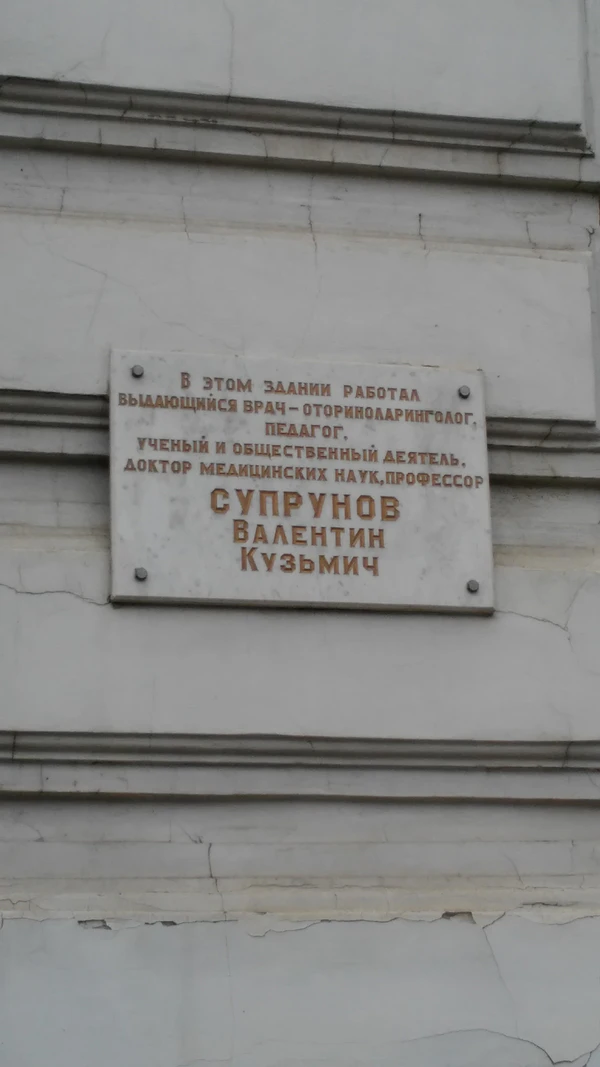 В ЭТОМ ЗДАНИИ РАБОТАЛ
ВЫДАЮЩИЙСЯ ВРАЧ-ОТОРИНОЛАРИНГОЛОГ,
ПЕДАГОГ,
УЧЕНЫЙ И ОБЩЕСТВЕННЫЙ ДЕЯТЕЛЬ,
ДОКТОР МЕДИЦИНСКИХ НАУК, ПРОФЕССОР
СУПРУНОВ
ВАЛЕНТИН
КУЗЬМИЧ